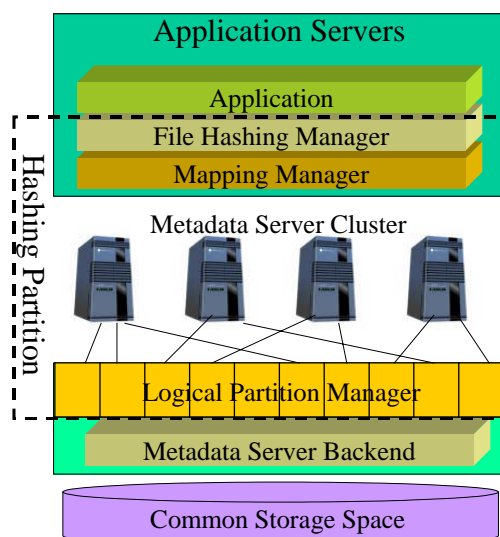 Application Servers
Application
File Hashing Manager
Mapping Manager
Hashing Partition
Metadata Server Cluster
Logical Partition Manager
Metadata Server Backend
Common Storage Space